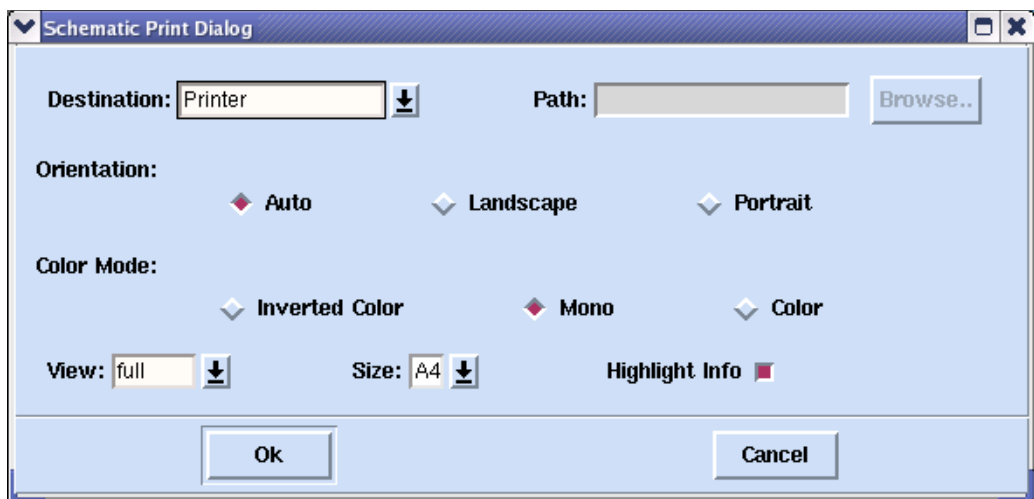 Schematic Print Dialog
Destination: Printer Path: Browse..
Orientation:
Auto Landscape Portrait
Color Mode:
Inverted Color Mono Color
View: full Size: A4 Highlight Info
Ok Cancel